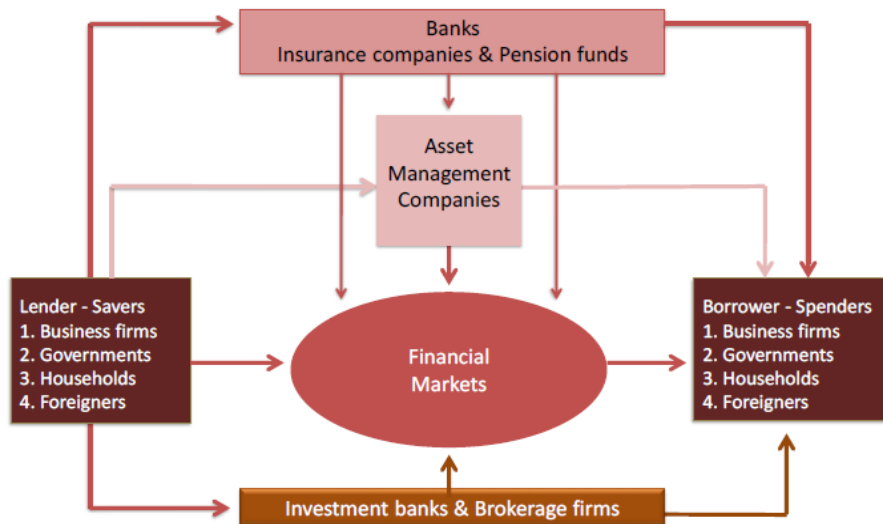 Banks
Insurance companies & Pension funds
Asset
Management
Companies
Lender - Savers
1. Business firms
2. Governments
3. Households
4. Foreigners
Financial
Markets
Borrower - Spenders
1. Business firms
2. Governments
3. Households
4. Foreigners
Investment banks & Brokerage firms